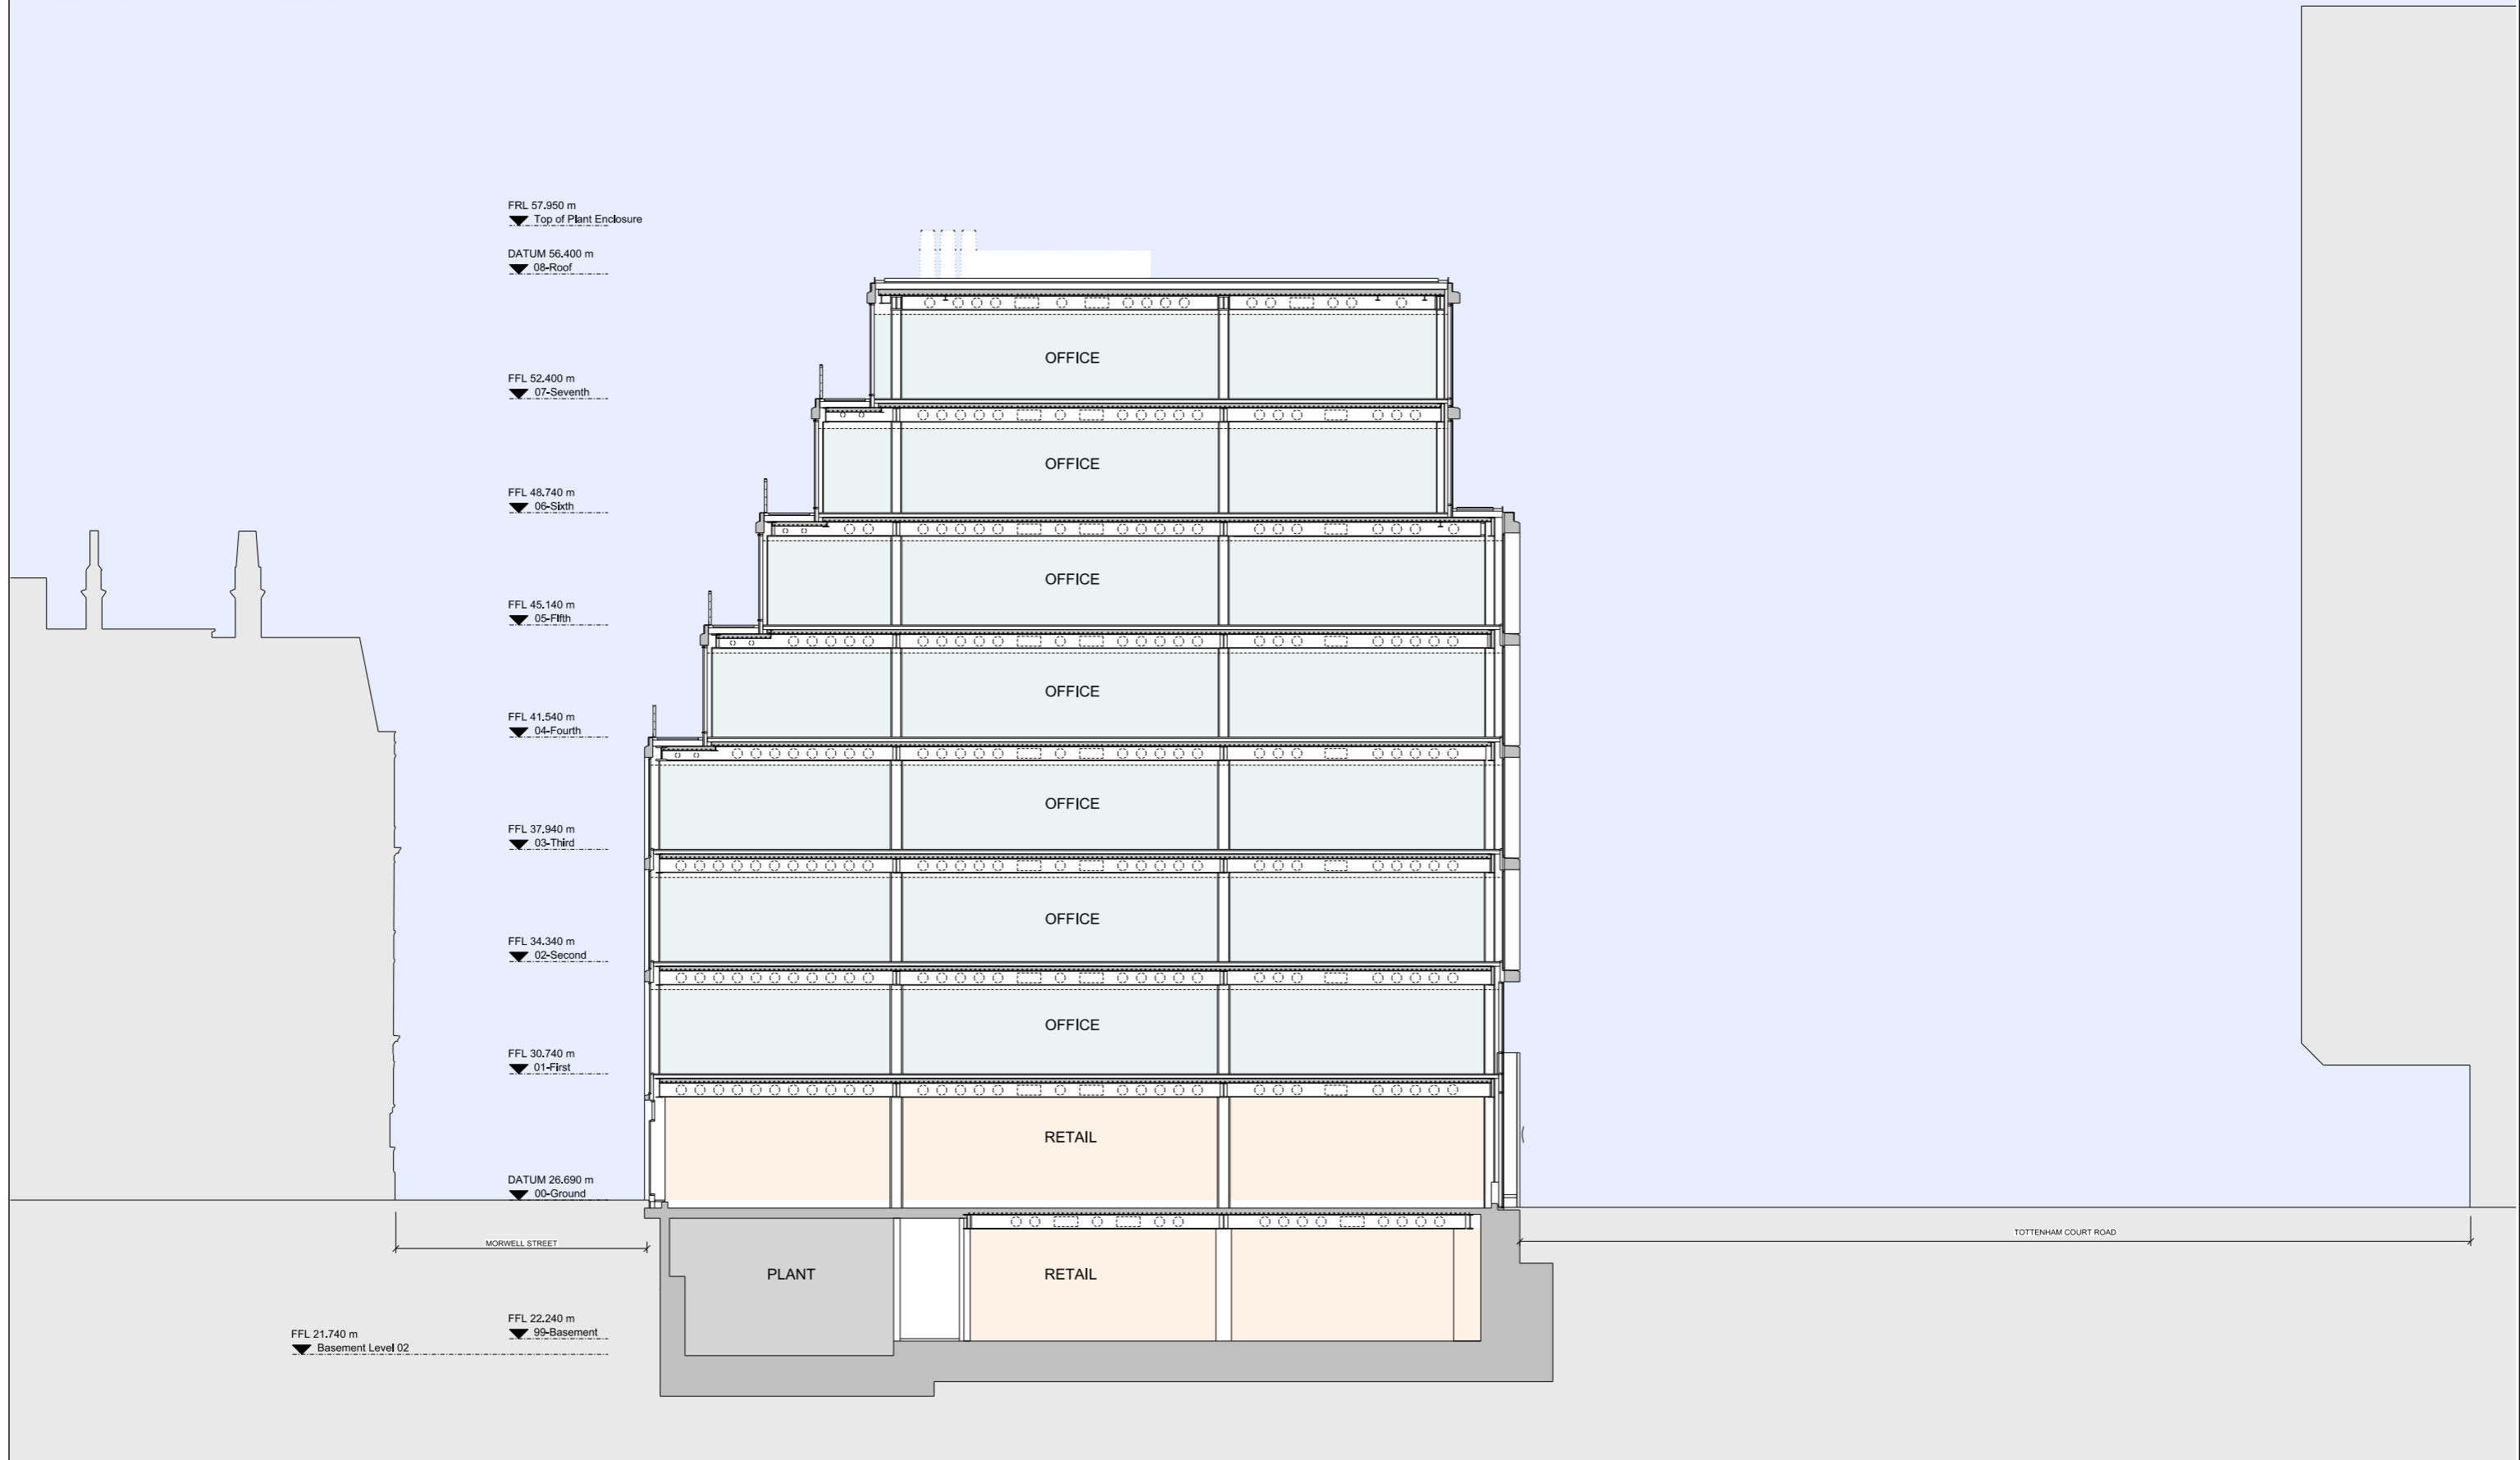 FRL 57.950 m
Top of Plant Enclosure
DATUM 56.400 m
08-Roof
OFFICE
FFL 52.400 m
07-Seventh
OFFICE
FFL 48.740 m
06-Sixth
OFFICE
FFL 45.140 m
05-Fifth
OFFICE
FFL 41.540 m
04-Fourth
OFFICE
FFL 37.940 m
03-Third
OFFICE
FFL 34.340 m
02-Second
OFFICE
FFL 30.740 m
01-First
RETAIL
DATUM 26.690 m
00-Ground
MORWELL STREET
TOTTENHAM COURT ROAD
PLANT
RETAIL
FFL 22.240 m
99-Basement
FFL 21.740 m
Basement Level 02